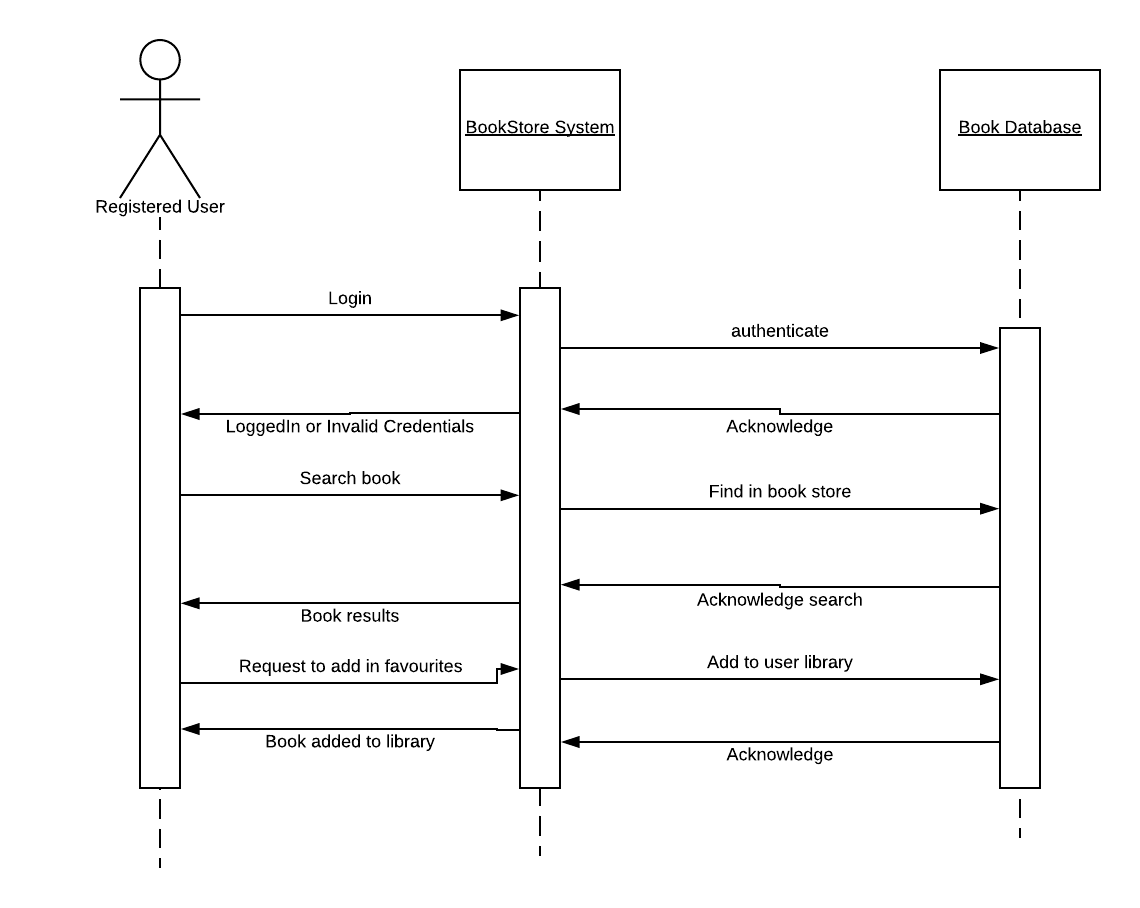 Registered User
BookStore System
Book Database
Login
authenticate
LoggedIn or Invalid Credentials
Acknowledge
Search book
Find in book store
Acknowledge search
Book results
Request to add in favourites
Add to user library
Book added to library
Acknowledge